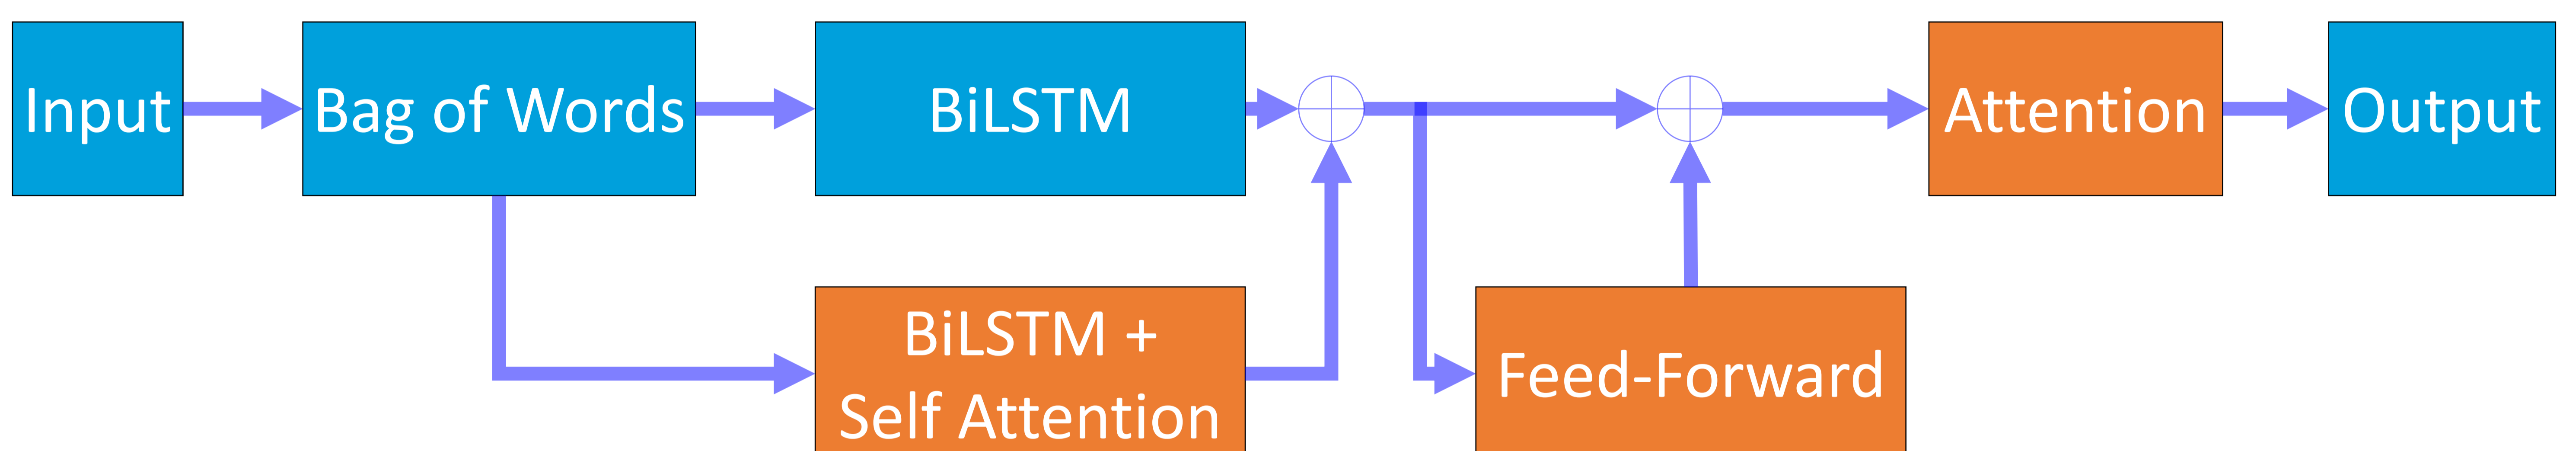 Input
Bag of Words
BiLSTM
Attention
Output
BiLSTM +
Self Attention
Feed-Forward